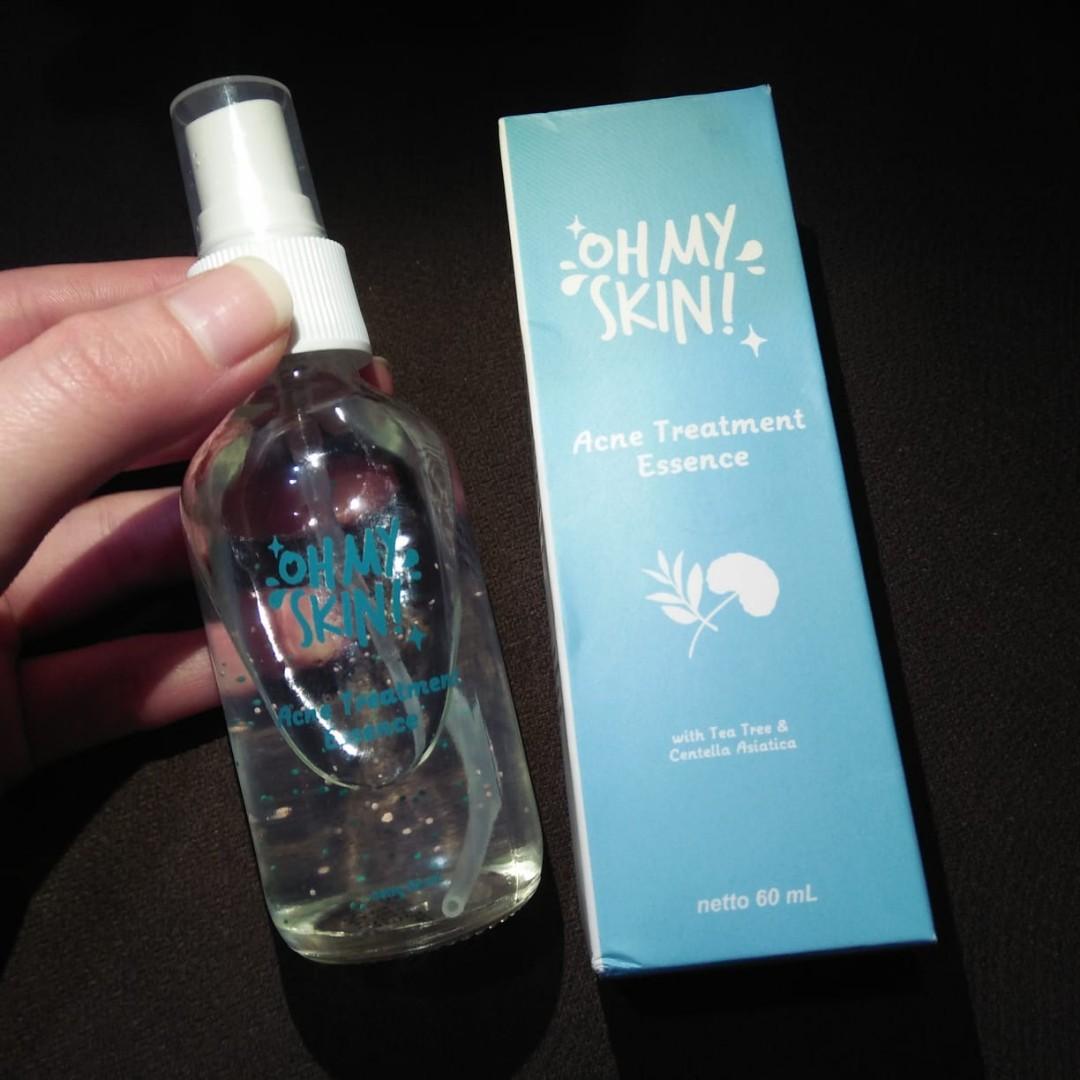 OH MY
SKIN!
Acne Treatment
Essence
OH MY
SKIN!
Acne Treatment
Essence
with Tea Tree &
Centella Asiatica
netto 60 mL